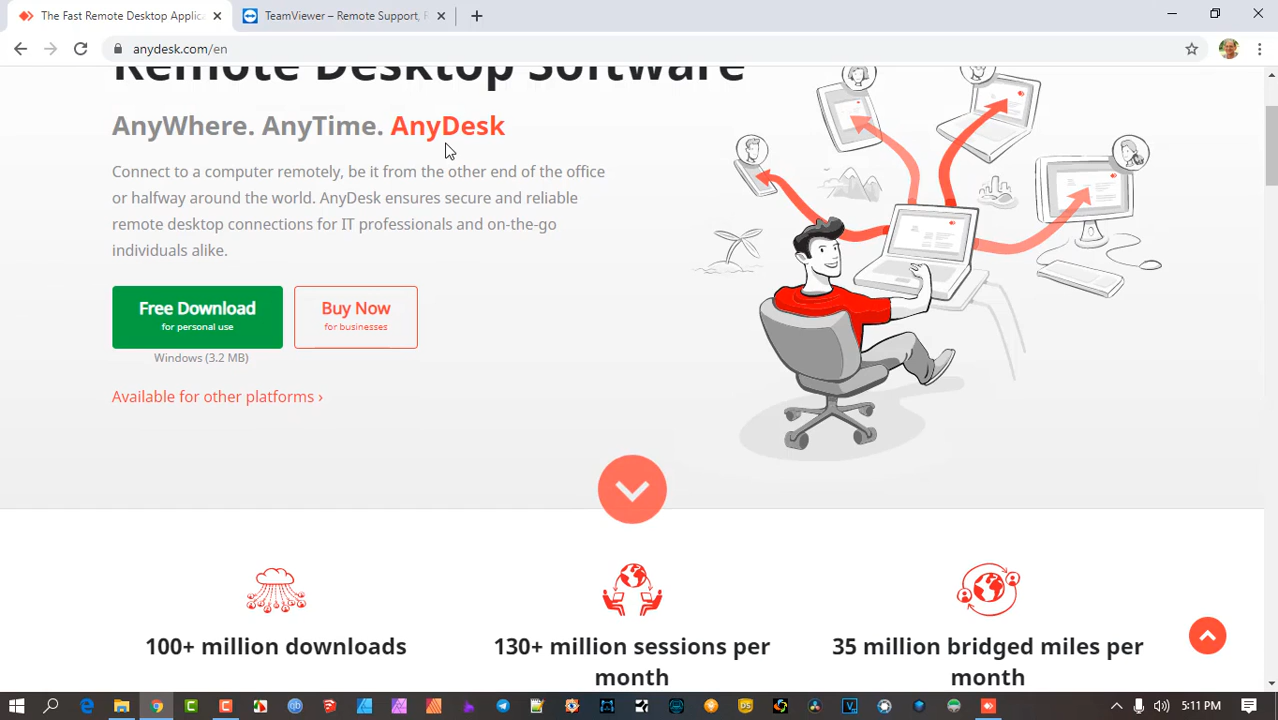 The Fast Remote Desktop Applic
TeamViewer – Remote Support, R
anydesk.com/en
Remote Desktop Software
AnyWhere. AnyTime. AnyDesk
Connect to a computer remotely, be it from the other end of the office
or halfway around the world. AnyDesk ensures secure and reliable
remote desktop connections for IT professionals and on-the-go
individuals alike.
Free Download
for personal use
Buy Now
for businesses
Windows (3.2 MB)
Available for other platforms ›
100+ million downloads
130+ million sessions per
month
35 million bridged miles per
month
5:11 PM